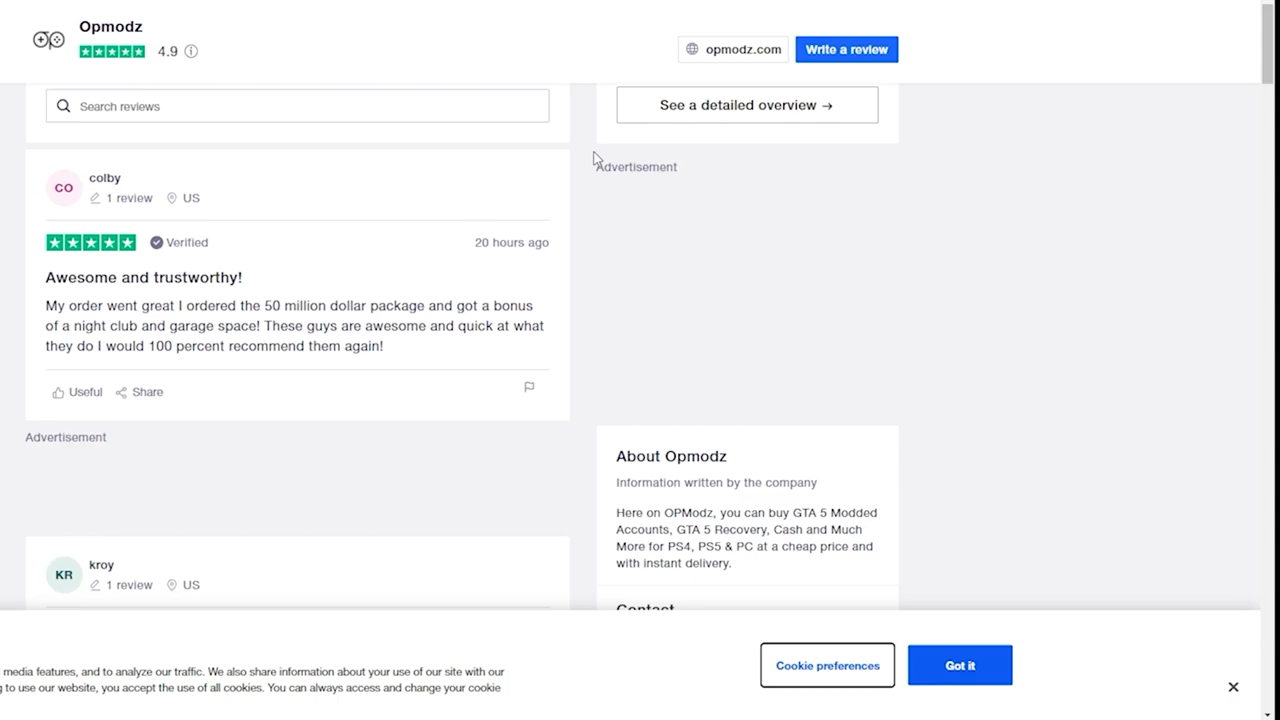 Opmodz
4.9
opmodz.com
Write a review
Search reviews
See a detailed overview →
Advertisement
CO
colby
1 review
US
Verified
20 hours ago
Awesome and trustworthy!
My order went great I ordered the 50 million dollar package and got a bonus
of a night club and garage space! These guys are awesome and quick at what
they do I would 100 percent recommend them again!
Useful
Share
Advertisement
About Opmodz
Information written by the company
Here on OPModz, you can buy GTA 5 Modded
Accounts, GTA 5 Recovery, Cash and Much
More for PS4, PS5 & PC at a cheap price and
with instant delivery.
Contact
KR
kroy
1 review
US
media features, and to analyze our traffic. We also share information about your use of our site with our
to use our website, you accept the use of all cookies. You can always access and change your cookie
Cookie preferences
Got it